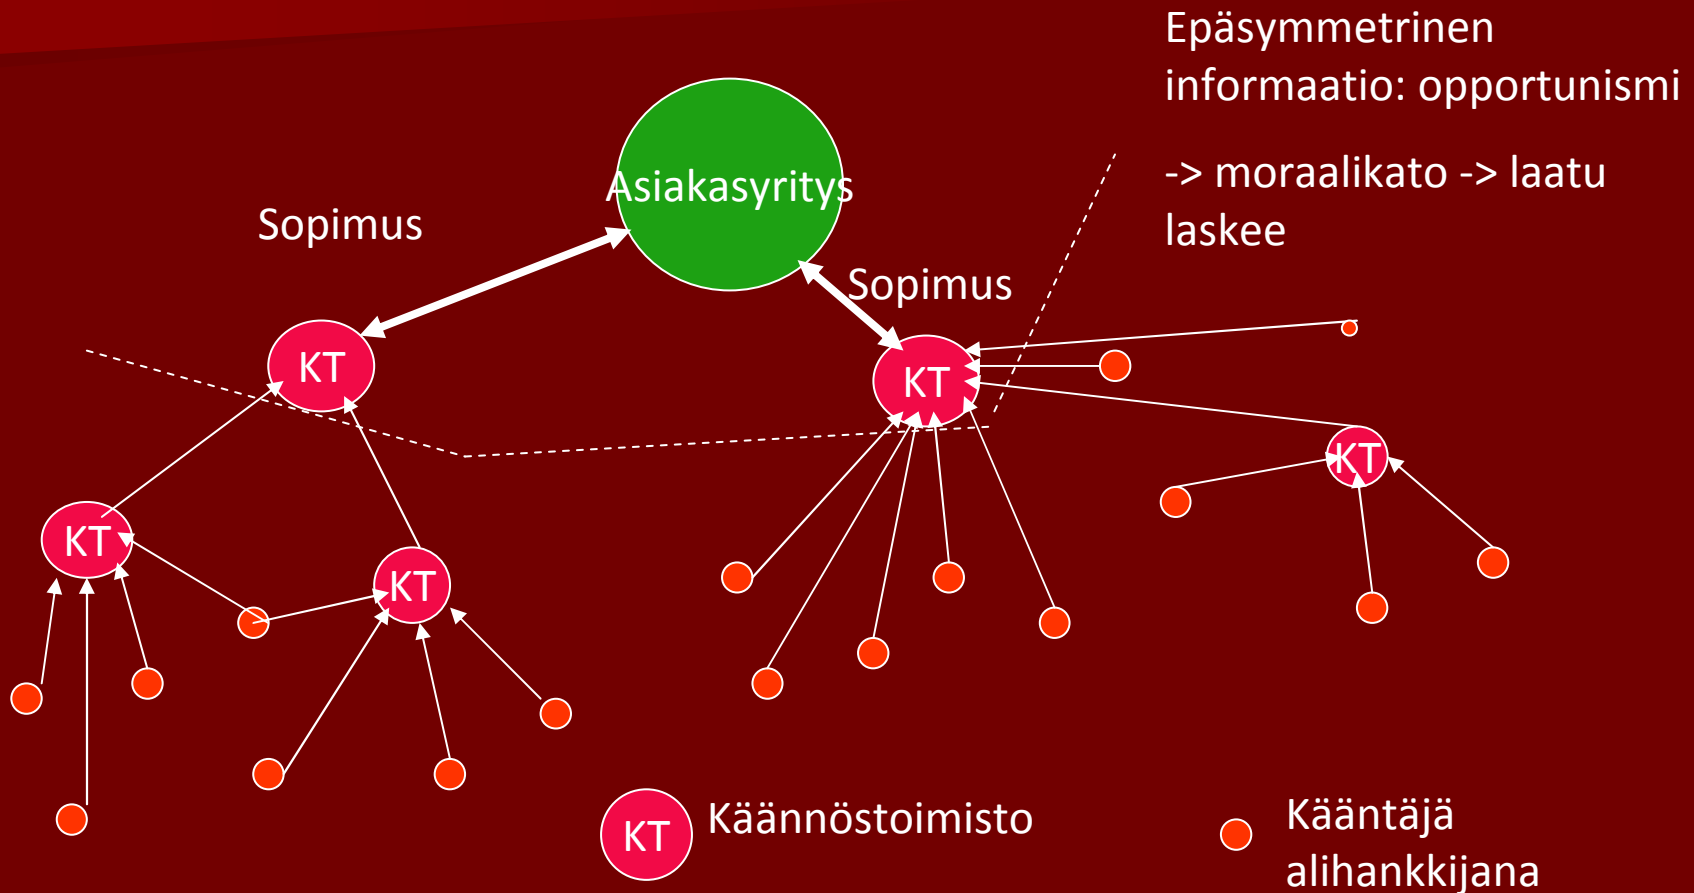 Epäsymmetrinen
informaatio: opportunismi
-> moraalikato -> laatu
laskee
Asiakasyritys
Sopimus
Sopimus
KT
KT
KT
KT
KT
KT
Käännöstoimisto
Kääntäjä
alihankkijana